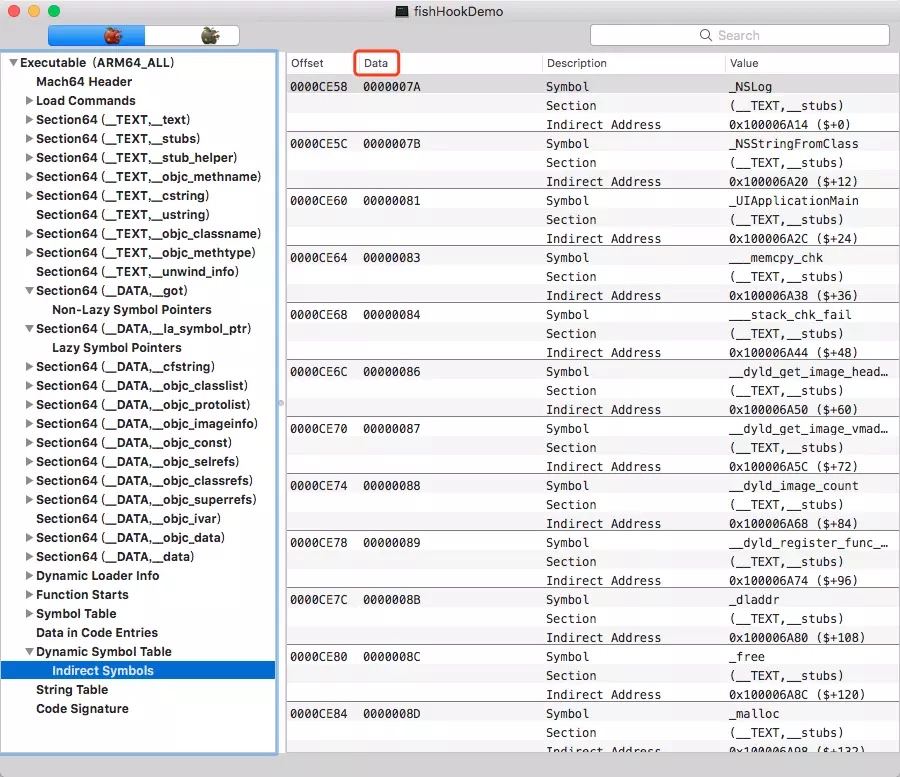 fishHookDemo
Search
Executable (ARM64_ALL)
Mach64 Header
Load Commands
Section64 (__TEXT,__text)
Section64 (__TEXT,__stubs)
Section64 (__TEXT,__stub_helper)
Section64 (__TEXT,__objc_methname)
Section64 (__TEXT,__cstring)
Section64 (__TEXT,__ustring)
Section64 (__TEXT,__objc_classname)
Section64 (__TEXT,__objc_methtype)
Section64 (__TEXT,__unwind_info)
Section64 (__DATA,__got)
Non-Lazy Symbol Pointers
Section64 (__DATA,__la_symbol_ptr)
Lazy Symbol Pointers
Section64 (__DATA,__cfstring)
Section64 (__DATA,__objc_classlist)
Section64 (__DATA,__objc_protolist)
Section64 (__DATA,__objc_imageinfo)
Section64 (__DATA,__objc_const)
Section64 (__DATA,__objc_selrefs)
Section64 (__DATA,__objc_classrefs)
Section64 (__DATA,__objc_superrefs)
Section64 (__DATA,__objc_ivar)
Section64 (__DATA,__objc_data)
Section64 (__DATA,__data)
Dynamic Loader Info
Function Starts
Symbol Table
Data in Code Entries
Dynamic Symbol Table
Indirect Symbols
String Table
Code Signature
Offset Data Description Value
0000CE58 0000007A Symbol _NSLog
Section (__TEXT,__stubs)
Indirect Address 0x100006A14 ($+0)
0000CE5C 0000007B Symbol _NSStringFromClass
Section (__TEXT,__stubs)
Indirect Address 0x100006A20 ($+12)
0000CE60 00000081 Symbol _UIApplicationMain
Section (__TEXT,__stubs)
Indirect Address 0x100006A2C ($+24)
0000CE64 00000083 Symbol ___memcpy_chk
Section (__TEXT,__stubs)
Indirect Address 0x100006A38 ($+36)
0000CE68 00000084 Symbol ___stack_chk_fail
Section (__TEXT,__stubs)
Indirect Address 0x100006A44 ($+48)
0000CE6C 00000086 Symbol __dyld_get_image_head…
Section (__TEXT,__stubs)
Indirect Address 0x100006A50 ($+60)
0000CE70 00000087 Symbol __dyld_get_image_vmad…
Section (__TEXT,__stubs)
Indirect Address 0x100006A5C ($+72)
0000CE74 00000088 Symbol __dyld_image_count
Section (__TEXT,__stubs)
Indirect Address 0x100006A68 ($+84)
0000CE78 00000089 Symbol __dyld_register_func_…
Section (__TEXT,__stubs)
Indirect Address 0x100006A74 ($+96)
0000CE7C 0000008B Symbol _dladdr
Section (__TEXT,__stubs)
Indirect Address 0x100006A80 ($+108)
0000CE80 0000008C Symbol _free
Section (__TEXT,__stubs)
Indirect Address 0x100006A8C ($+120)
0000CE84 0000008D Symbol _malloc
Section (__TEXT,__stubs)
Indirect Address 0x100006A98 ($+132)